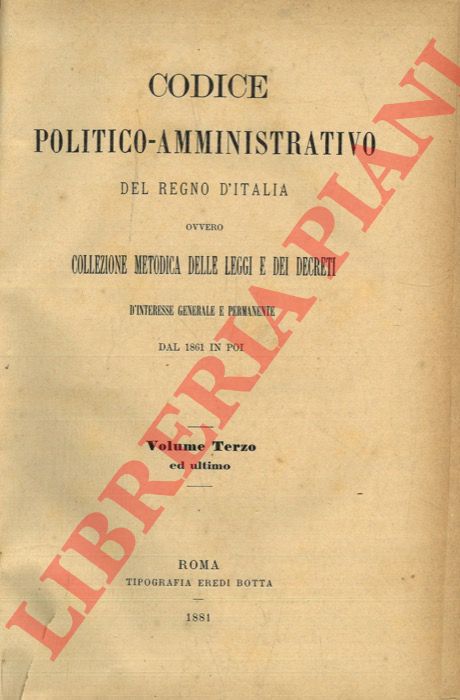 CODICE
POLITICO-AMMINISTRATIVO
DEL REGNO D'ITALIA
OVVERO
COLLEZIONE METODICA DELLE LEGGI E DEI DECRETI
D'INTERESSE GENERALE E PERMANENTE
DAL 1861 IN POI
Volume Terzo
ed ultimo
ROMA
TIPOGRAFIA EREDI BOTTA
1881
LIBRERIA PIANI